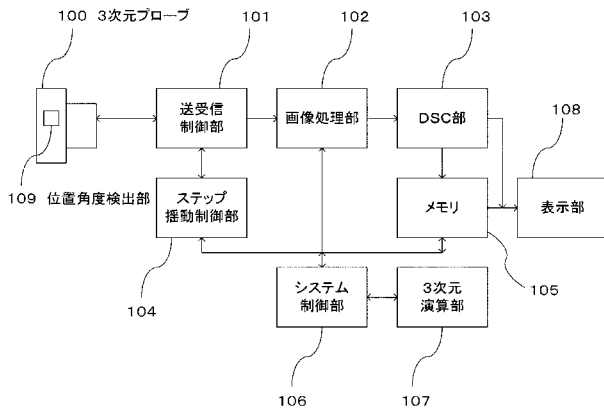 100 3次元プローブ
101
102
103
送受信
制御部
画像処理部
DSC部
108
109 位置角度検出部
ステップ
揺動制御部
メモリ
表示部
104
105
システム
制御部
3次元
演算部
106
107